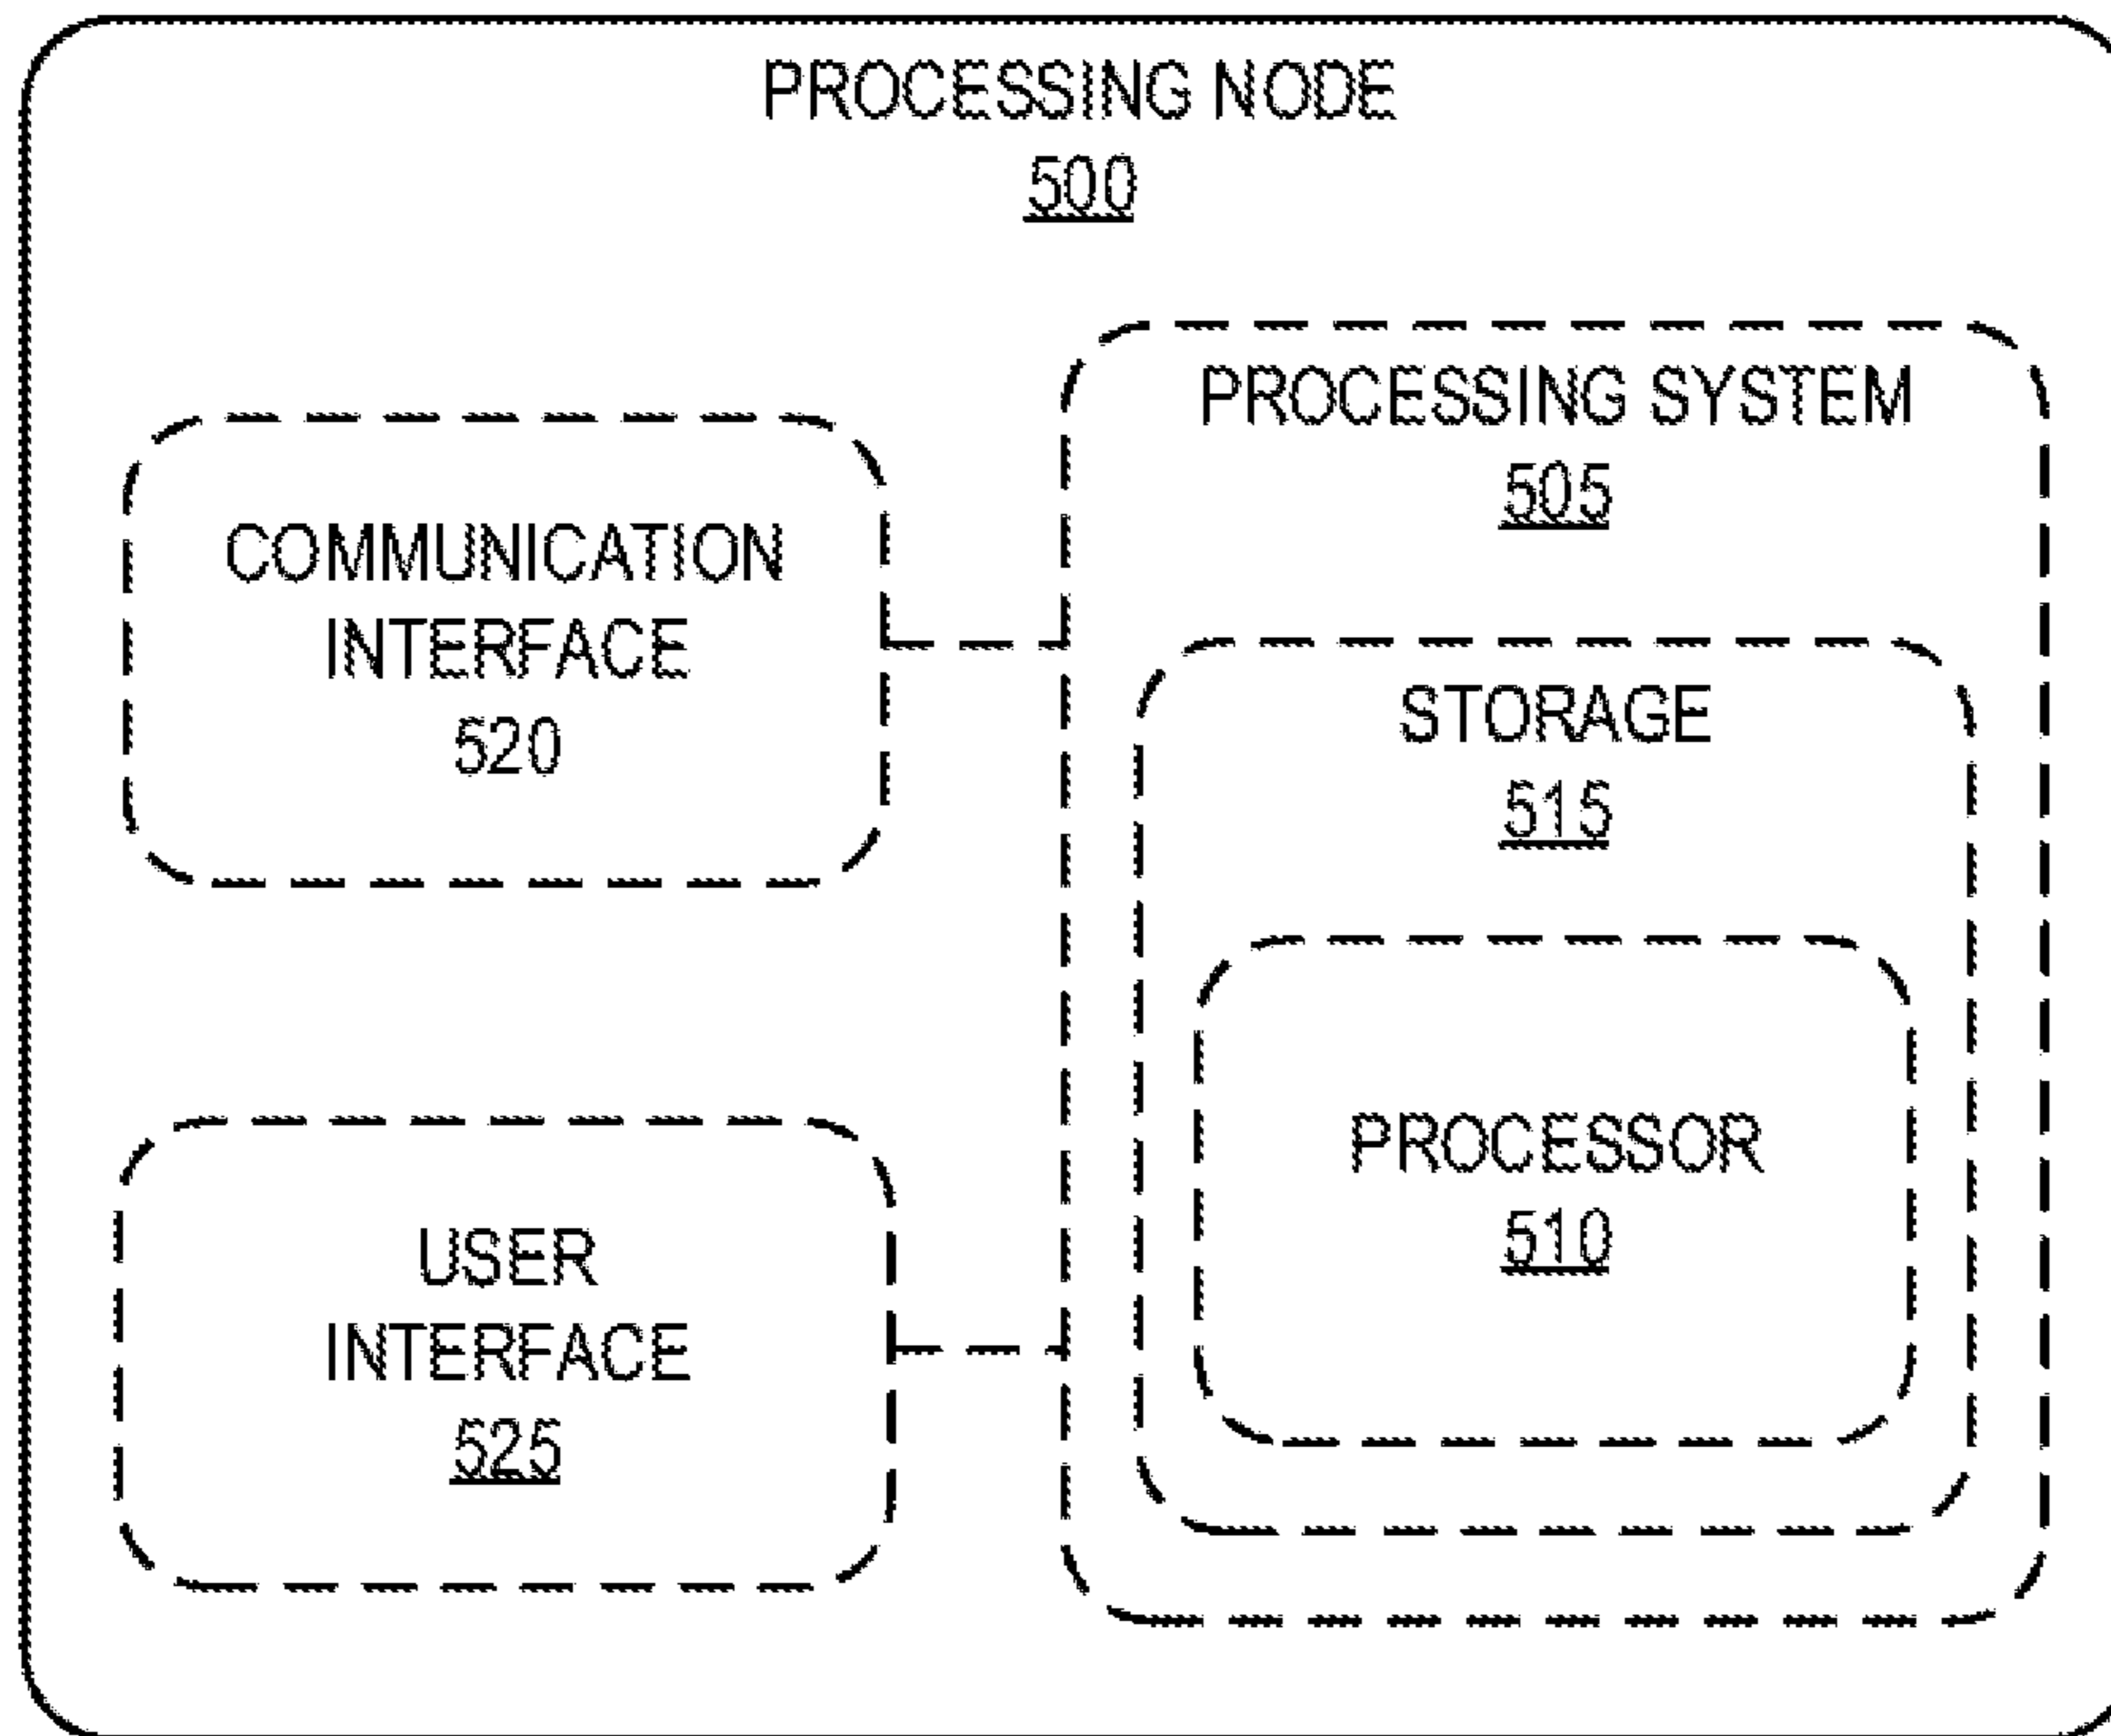 PROCESSING NODE
500
COMMUNICATION
INTERFACE
520
USER
INTERFACE
525
PROCESSING SYSTEM
505
STORAGE
515
PROCESSOR
510